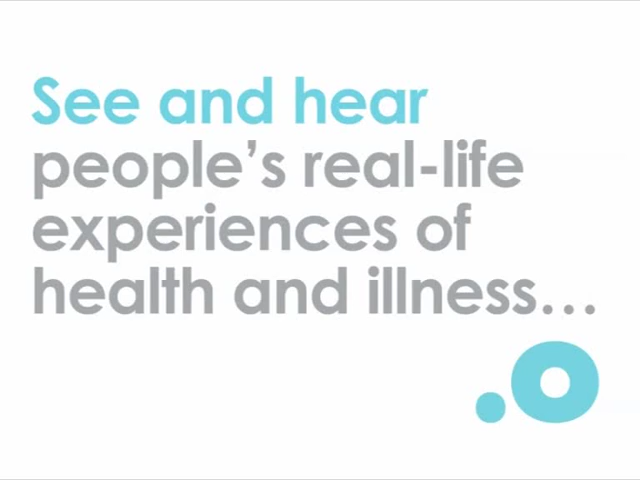 See and hear
people’s real-life
experiences of
health and illness…
.o